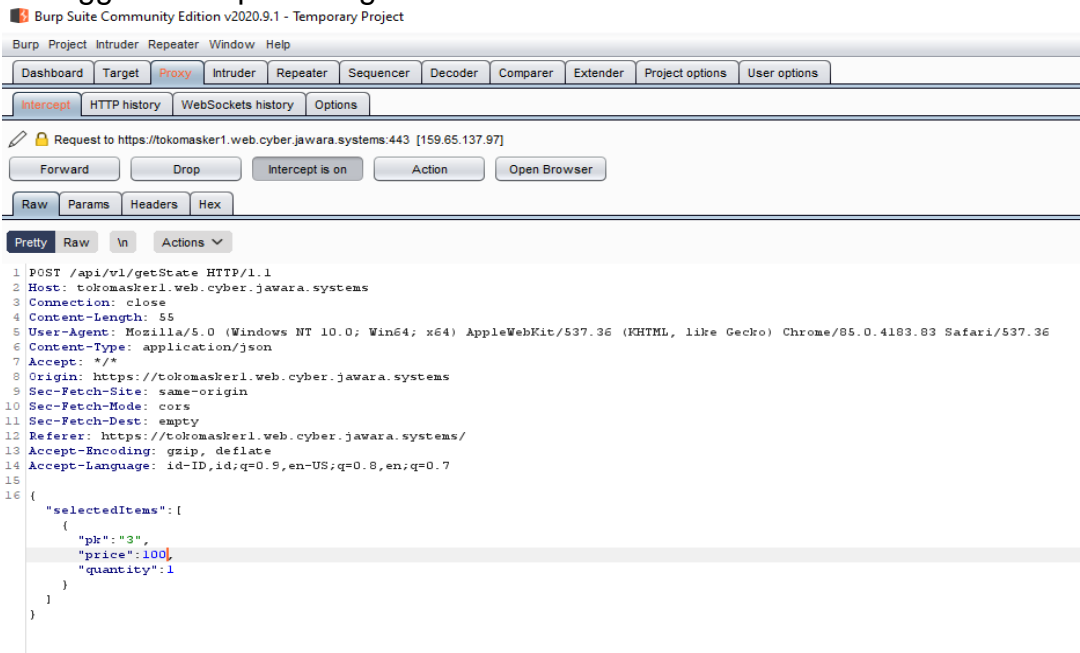 Burp Suite Community Edition v2020.9.1 - Temporary Project
Burp Project Intruder Repeater Window Help
Dashboard Target Proxy Intruder Repeater Sequencer Decoder Comparer Extender Project options User options
Intercept HTTP history WebSockets history Options
Request to https://tokomasker1.web.cyber.jawara.systems:443 [159.65.137.97]
Forward Drop Intercept is on Action Open Browser
Raw Params Headers Hex
Pretty Raw \n Actions
1 POST /api/v1/getState HTTP/1.1
2 Host: tokomasker1.web.cyber.jawara.systems
3 Connection: close
4 Content-Length: 55
5 User-Agent: Mozilla/5.0 (Windows NT 10.0; Win64; x64) AppleWebKit/537.36 (KHTML, like Gecko) Chrome/85.0.4183.83 Safari/537.36
6 Content-Type: application/json
7 Accept: */*
8 Origin: https://tokomasker1.web.cyber.jawara.systems
9 Sec-Fetch-Site: same-origin
10 Sec-Fetch-Mode: cors
11 Sec-Fetch-Dest: empty
12 Referer: https://tokomasker1.web.cyber.jawara.systems/
13 Accept-Encoding: gzip, deflate
14 Accept-Language: id-ID,id;q=0.9,en-US;q=0.8,en;q=0.7
15
16 {
"selectedItems":[
{
"pk":"3",
"price":100,
"quantity":1
}
]
}